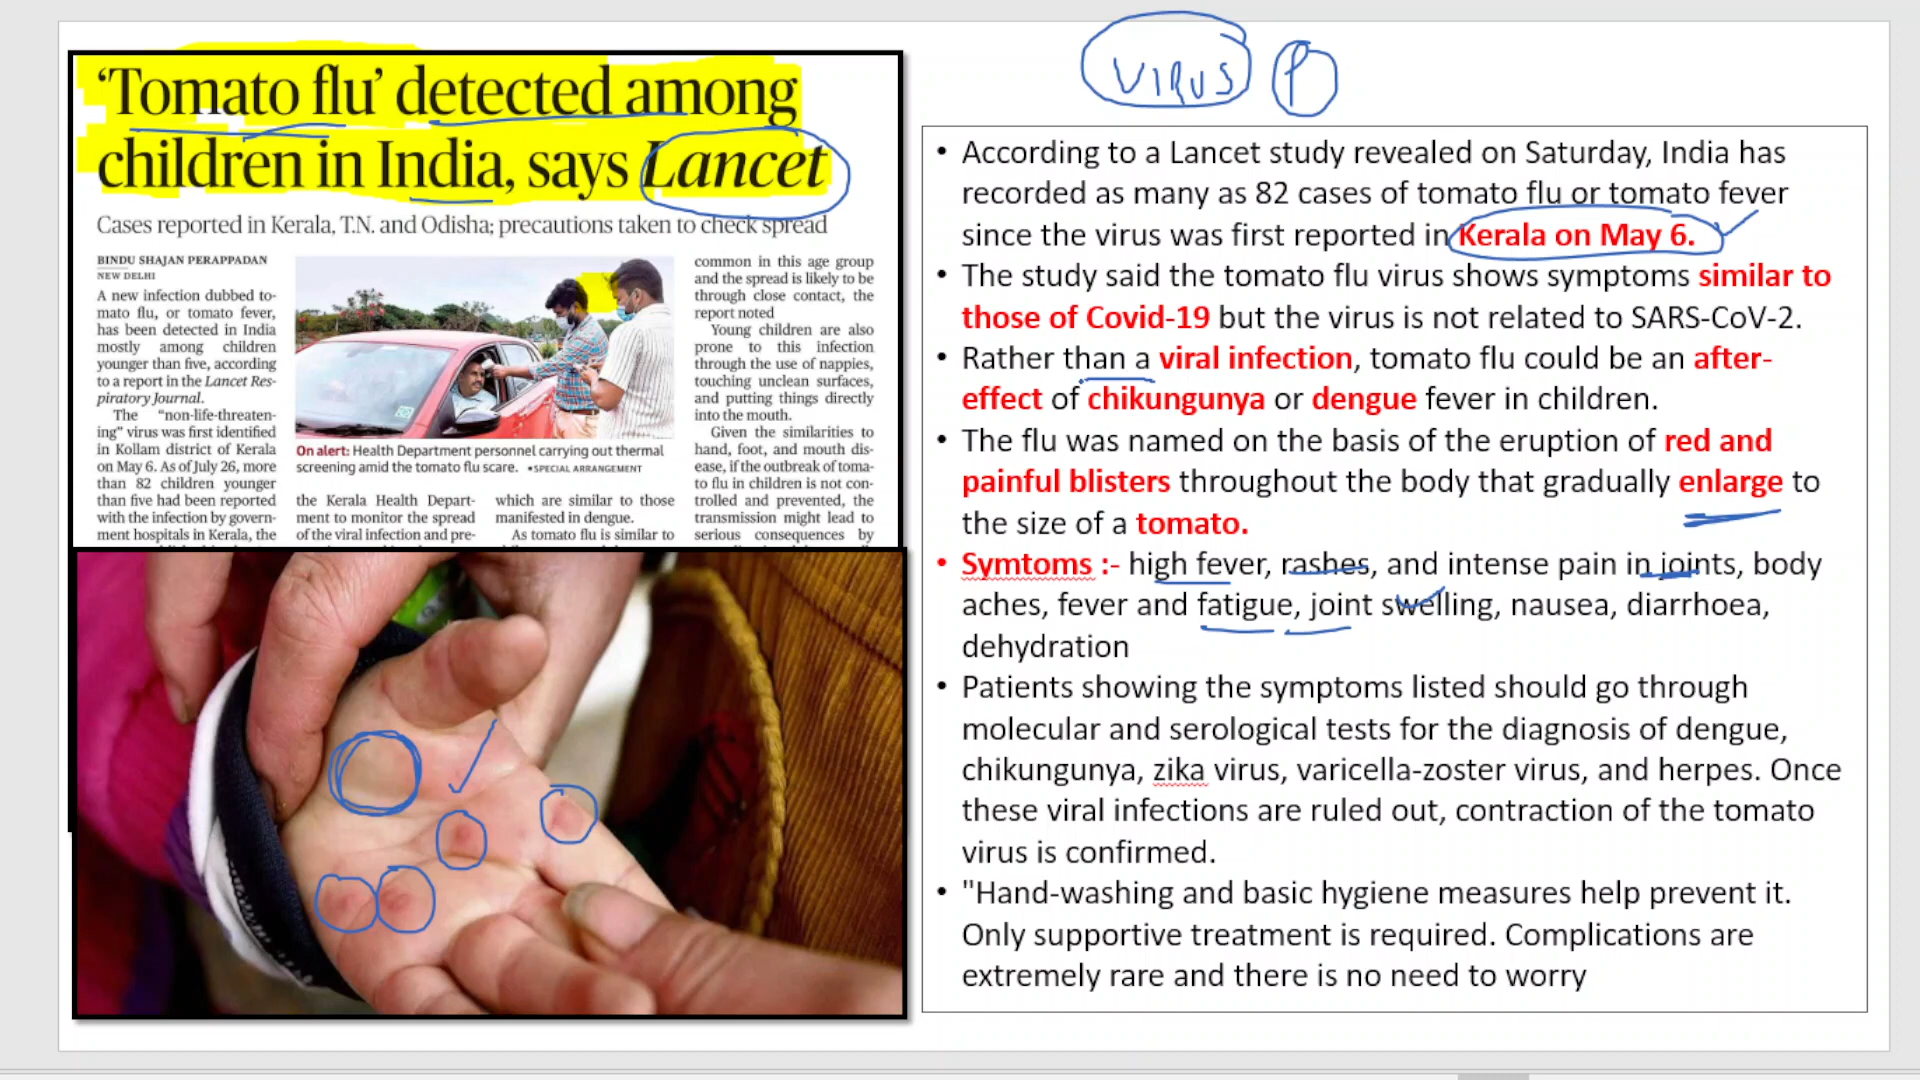 VIRUS P
‘Tomato flu’ detected among
children in India, says Lancet
Cases reported in Kerala, T.N. and Odisha; precautions taken to check spread
BINDU SHAJAN PERAPPADAN
NEW DELHI
A new infection dubbed to-
mato flu, or tomato fever,
has been detected in India
mostly among children
younger than five, according
to a report in the Lancet Res-
piratory Journal.
The “non-life-threaten-
ing” virus was first identified
in Kollam district of Kerala
on May 6. As of July 26, more
than 82 children younger
than five had been reported
with the infection by govern-
ment hospitals in Kerala, the
On alert: Health Department personnel carrying out thermal
screening amid the tomato flu scare. •SPECIAL ARRANGEMENT
the Kerala Health Depart-
ment to monitor the spread
of the viral infection and pre-
which are similar to those
manifested in dengue.
As tomato flu is similar to
common in this age group
and the spread is likely to be
through close contact, the
report noted
Young children are also
prone to this infection
through the use of nappies,
touching unclean surfaces,
and putting things directly
into the mouth.
Given the similarities to
hand, foot, and mouth dis-
ease, if the outbreak of toma-
to flu in children is not con-
trolled and prevented, the
transmission might lead to
serious consequences by
• According to a Lancet study revealed on Saturday, India has
recorded as many as 82 cases of tomato flu or tomato fever
since the virus was first reported in Kerala on May 6.
• The study said the tomato flu virus shows symptoms similar to
those of Covid-19 but the virus is not related to SARS-CoV-2.
• Rather than a viral infection, tomato flu could be an after-
effect of chikungunya or dengue fever in children.
• The flu was named on the basis of the eruption of red and
painful blisters throughout the body that gradually enlarge to
the size of a tomato.
• Symtoms :- high fever, rashes, and intense pain in joints, body
aches, fever and fatigue, joint swelling, nausea, diarrhoea,
dehydration
• Patients showing the symptoms listed should go through
molecular and serological tests for the diagnosis of dengue,
chikungunya, zika virus, varicella-zoster virus, and herpes. Once
these viral infections are ruled out, contraction of the tomato
virus is confirmed.
• "Hand-washing and basic hygiene measures help prevent it.
Only supportive treatment is required. Complications are
extremely rare and there is no need to worry